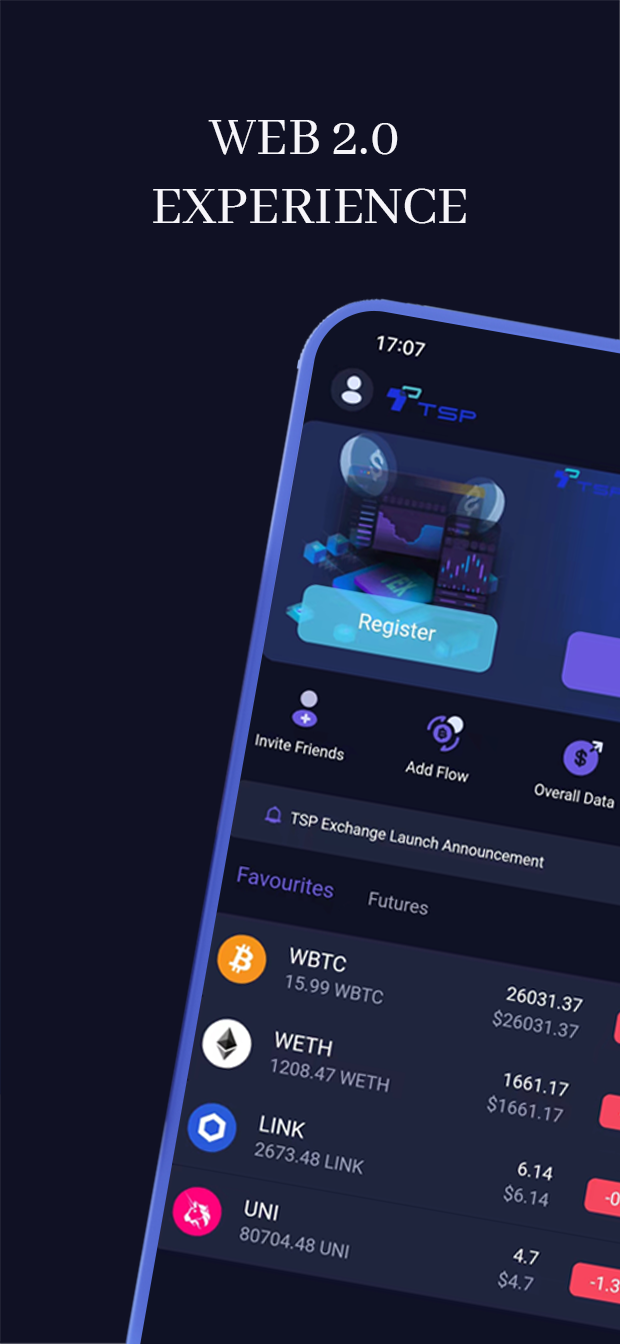 WEB 2.0
EXPERIENCE
17:07
TSP
TSP
TEX
Register
Invite Friends
Add Flow
Overall Data
TSP Exchange Launch Announcement
Favourites
Futures
WBTC
26031.37
15.99 WBTC
$26031.37
WETH
1661.17
1208.47 WETH
$1661.17
LINK
6.14
2673.48 LINK
$6.14
-0
UNI
4.7
80704.48 UNI
$4.7
-1.3